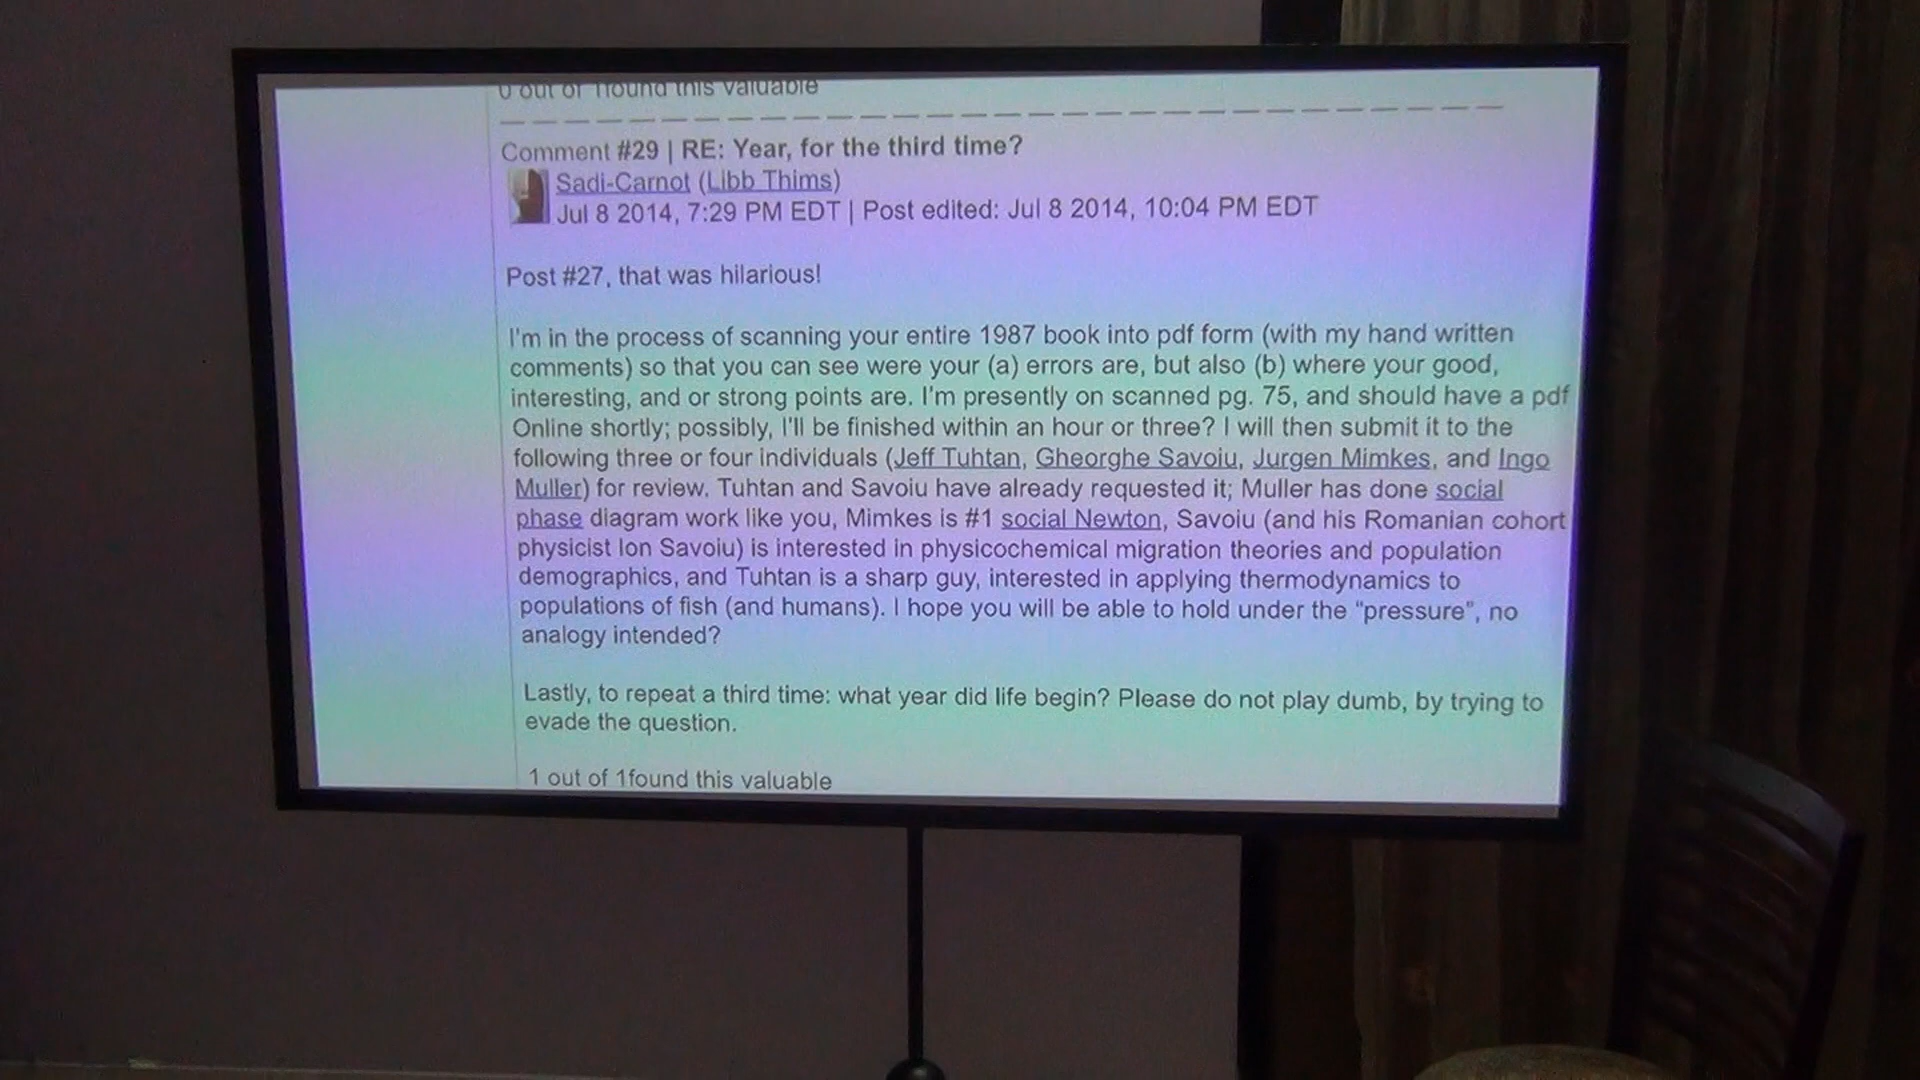 0 out of 1found this valuable
Comment #29 | RE: Year, for the third time?
Sadi-Carnot (Libb Thims)
Jul 8 2014, 7:29 PM EDT | Post edited: Jul 8 2014, 10:04 PM EDT
Post #27, that was hilarious!
I'm in the process of scanning your entire 1987 book into pdf form (with my hand written
comments) so that you can see were your (a) errors are, but also (b) where your good,
interesting, and or strong points are. I'm presently on scanned pg. 75, and should have a pdf
Online shortly; possibly, I'll be finished within an hour or three? I will then submit it to the
following three or four individuals (Jeff Tuhtan, Gheorghe Savoiu, Jurgen Mimkes, and Ingo
Muller) for review. Tuhtan and Savoiu have already requested it; Muller has done social
phase diagram work like you, Mimkes is #1 social Newton, Savoiu (and his Romanian cohort
physicist Ion Savoiu) is interested in physicochemical migration theories and population
demographics, and Tuhtan is a sharp guy, interested in applying thermodynamics to
populations of fish (and humans). I hope you will be able to hold under the "pressure", no
analogy intended?
Lastly, to repeat a third time: what year did life begin? Please do not play dumb, by trying to
evade the question.
1 out of 1found this valuable